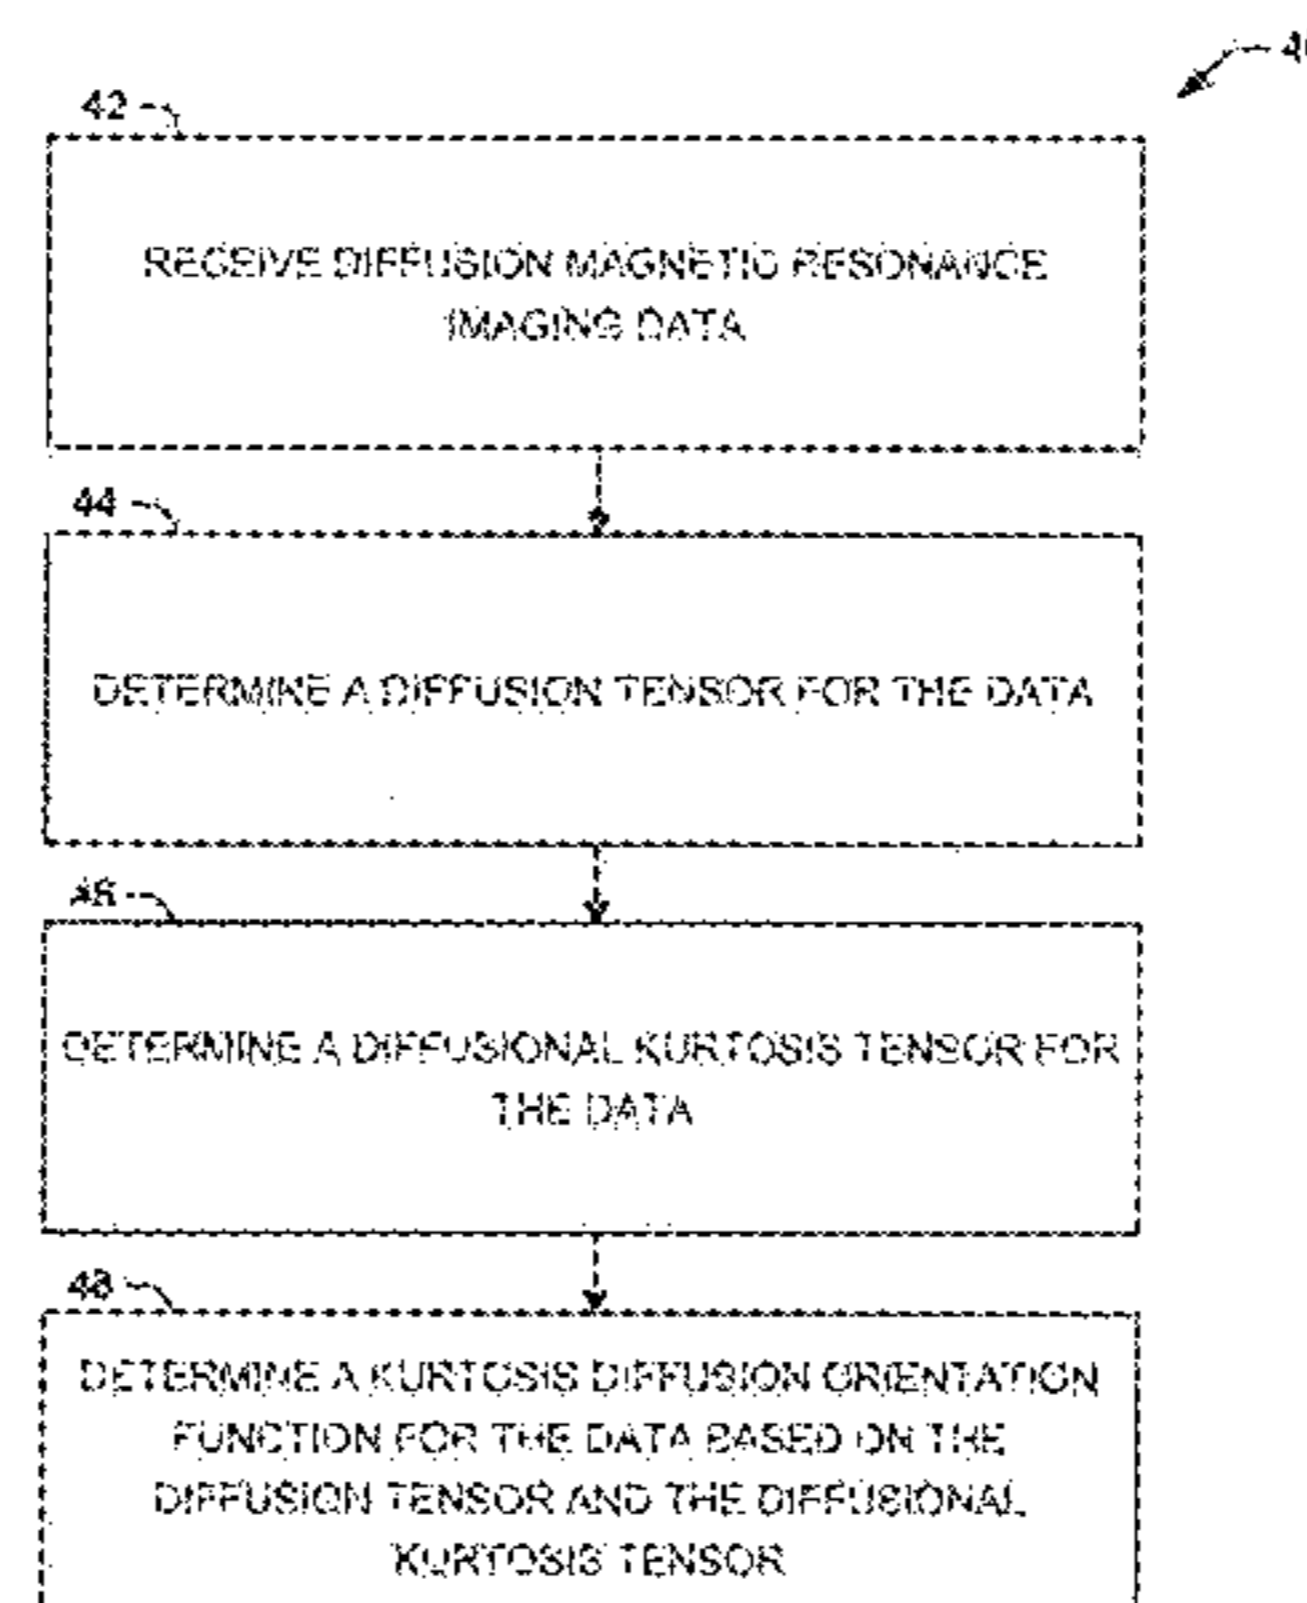 42
RECEIVE DIFFUSION MAGNETIC RESONANCE
IMAGING DATA
44
DETERMINE A DIFFUSION TENSOR FOR THE DATA
46
DETERMINE A DIFFUSIONAL KURTOSIS TENSOR FOR
THE DATA
48
DETERMINE A KURTOSIS DIFFUSION ORIENTATION
FUNCTION FOR THE DATA BASED ON THE
DIFFUSION TENSOR AND THE DIFFUSIONAL
KURTOSIS TENSOR